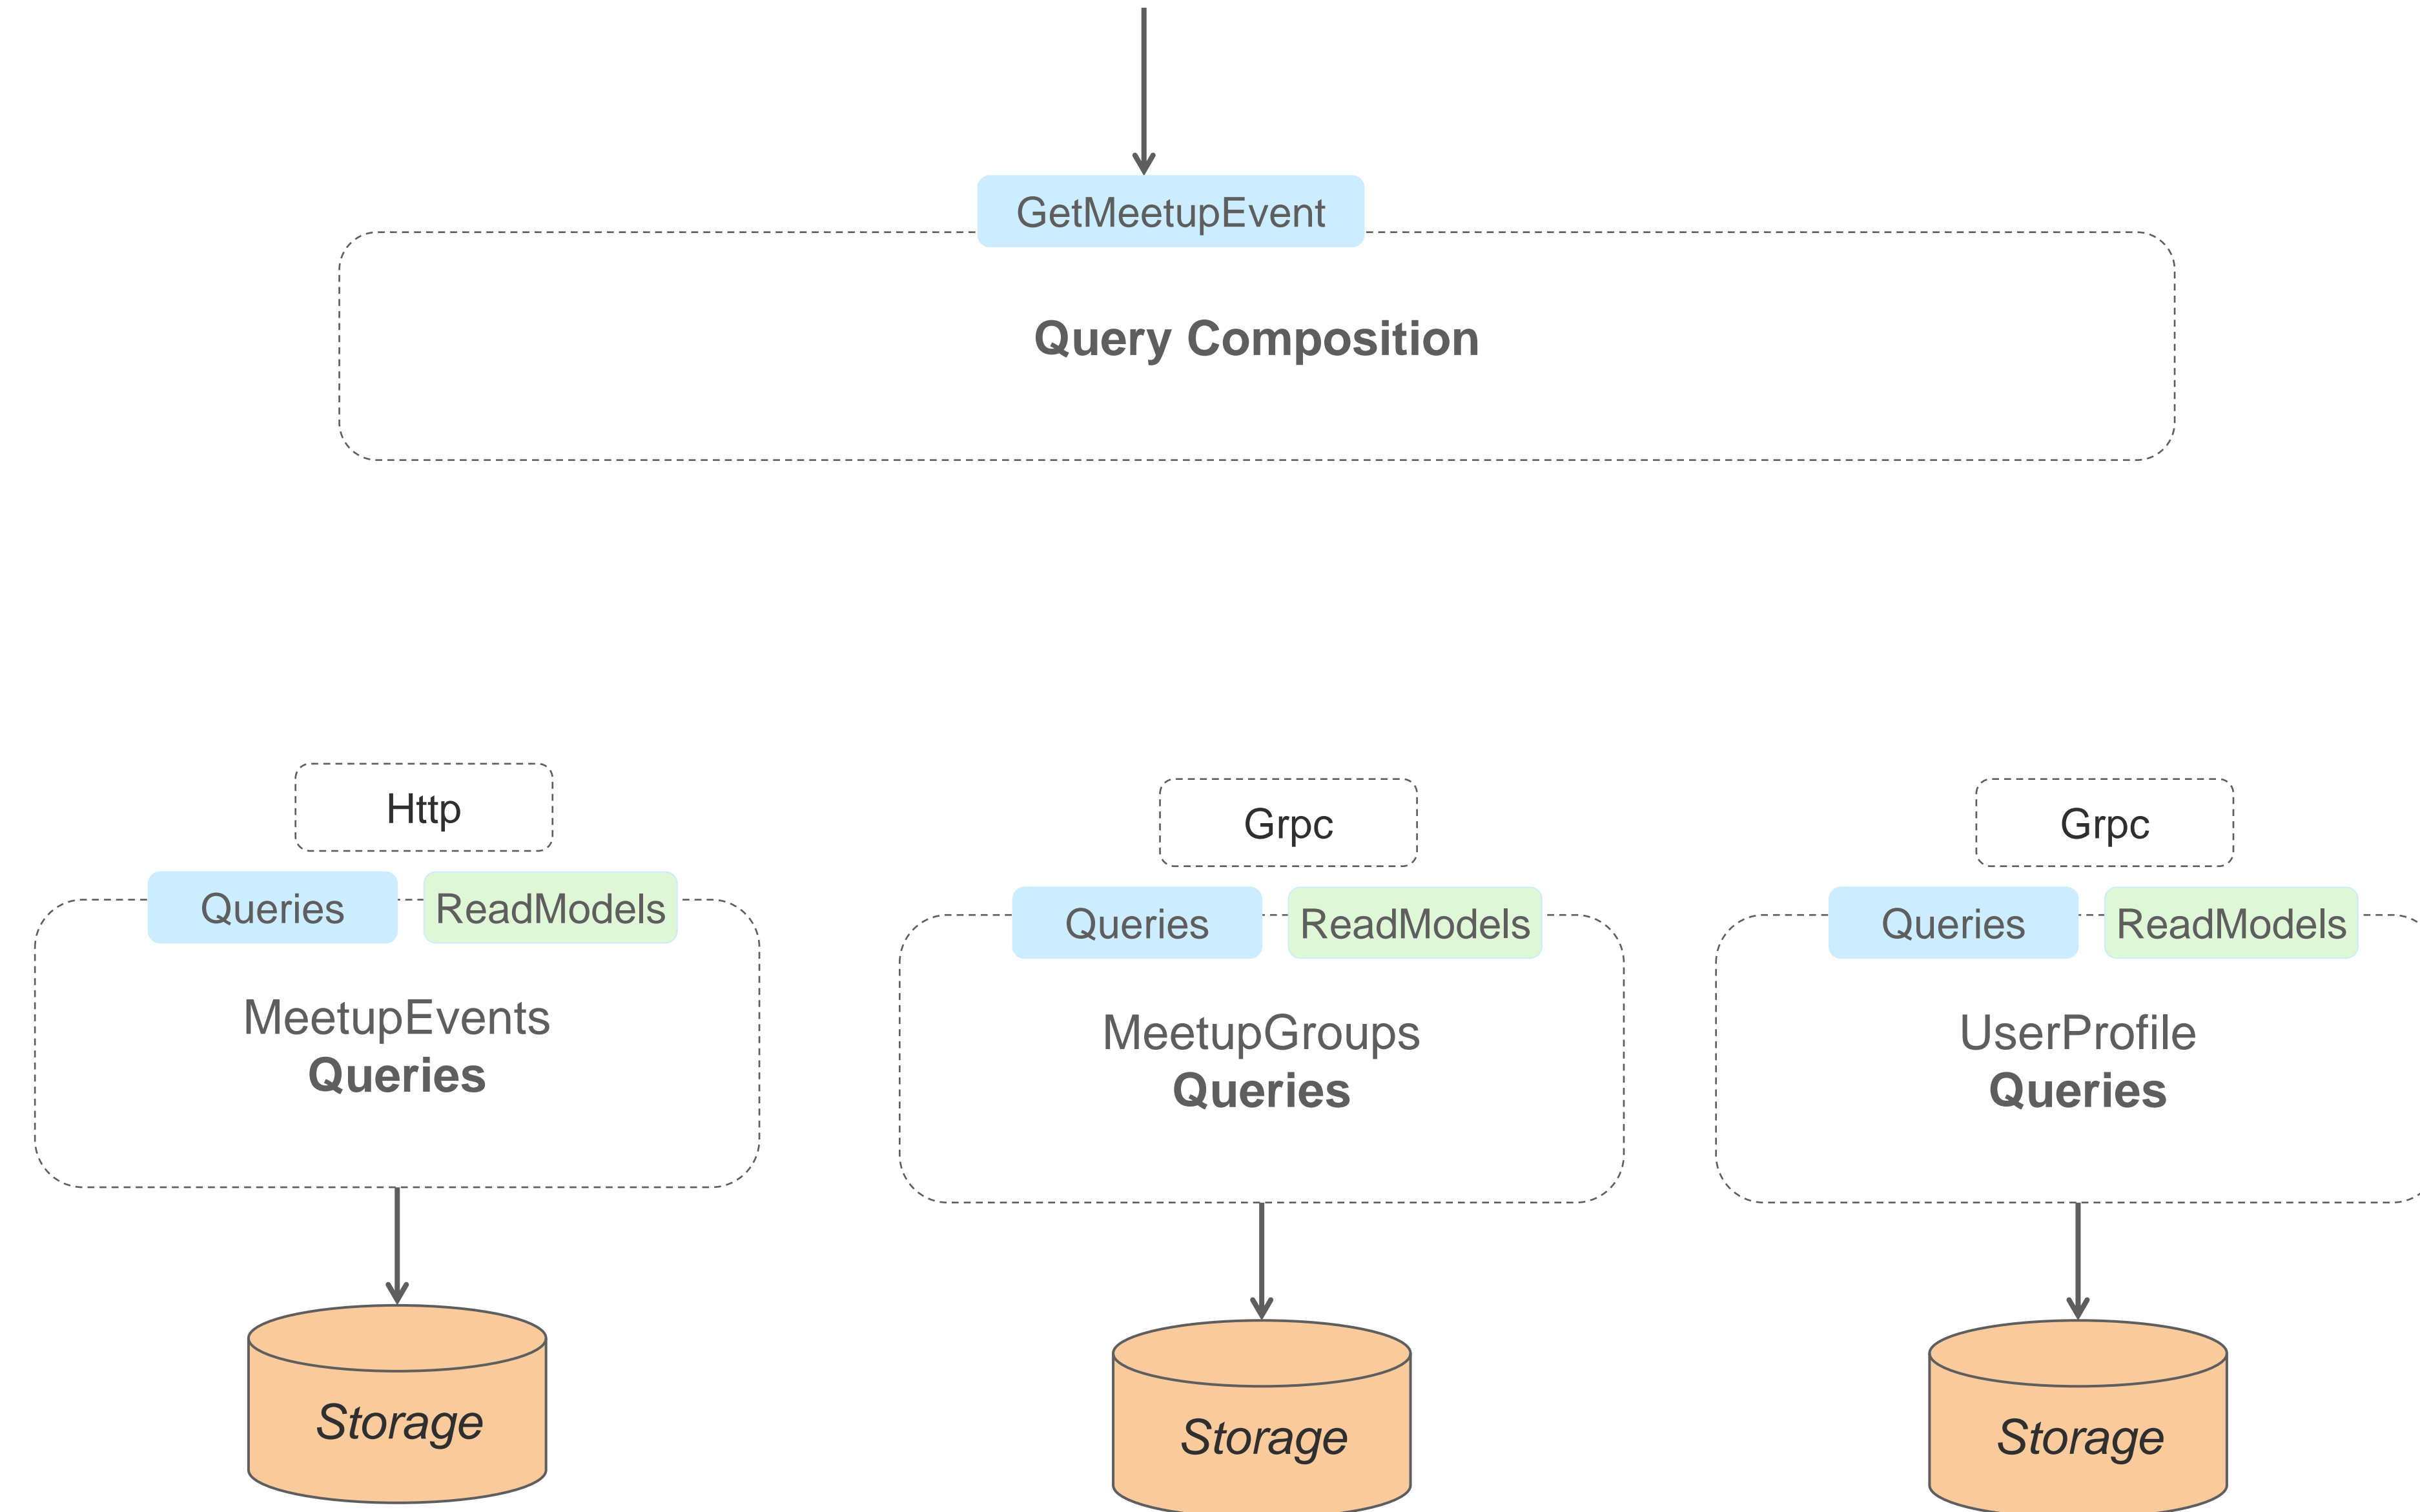 GetMeetupEvent
Query Composition
Http
Queries
ReadModels
MeetupEvents
Queries
Storage
Grpc
Queries
ReadModels
MeetupGroups
Queries
Storage
Grpc
Queries
ReadModels
UserProfile
Queries
Storage